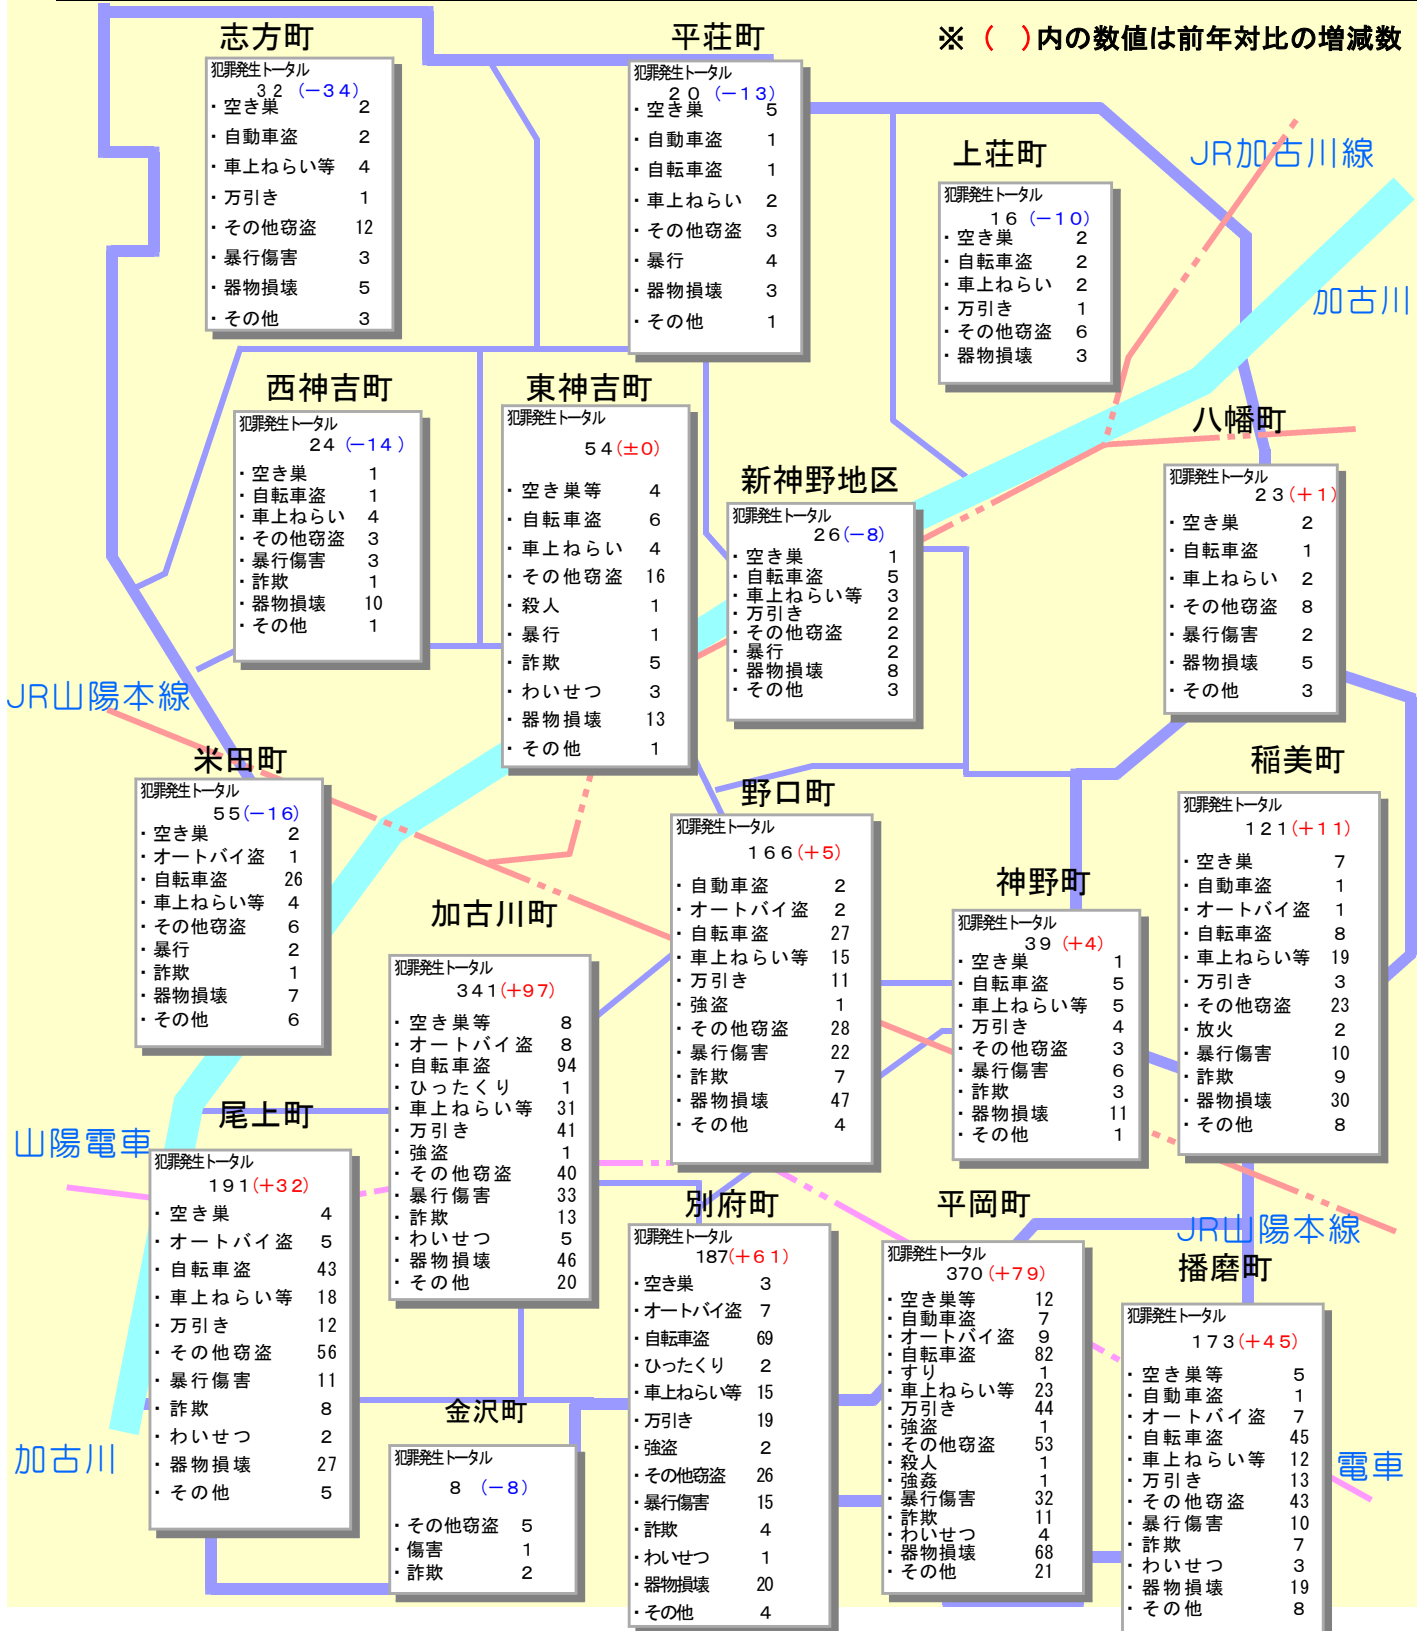 ※（　）内の数値は前年対比の増減数
志方町
犯罪発生トータル
32（－34）
・空き巣 2
・自動車盗 2
・車上ねらい等 4
・万引き 1
・その他窃盗 12
・暴行傷害 3
・器物損壊 5
・その他 3
平荘町
犯罪発生トータル
20（－13）
・空き巣 5
・自動車盗 1
・自転車盗 1
・車上ねらい 2
・その他窃盗 3
・暴行 4
・器物損壊 3
・その他 1
上荘町
犯罪発生トータル
16（－10）
・空き巣 2
・自転車盗 2
・車上ねらい 2
・万引き 1
・その他窃盗 6
・器物損壊 3
JR加古川線
加古川
西神吉町
犯罪発生トータル
24（－14）
・空き巣 1
・自転車盗 1
・車上ねらい 4
・その他窃盗 3
・暴行傷害 3
・詐欺 1
・器物損壊 10
・その他 1
東神吉町
犯罪発生トータル
54（±0）
・空き巣等 4
・自転車盗 6
・車上ねらい 4
・その他窃盗 16
・殺人 1
・暴行 1
・詐欺 5
・わいせつ 3
・器物損壊 13
・その他 1
新神野地区
犯罪発生トータル
26（－8）
・空き巣 1
・自転車盗 5
・車上ねらい等 3
・万引き 2
・その他窃盗 2
・暴行 2
・器物損壊 8
・その他 3
八幡町
犯罪発生トータル
23（＋1）
・空き巣 2
・自転車盗 1
・車上ねらい 2
・その他窃盗 8
・暴行傷害 2
・器物損壊 5
・その他 3
JR山陽本線
米田町
犯罪発生トータル
55（－16）
・空き巣 2
・オートバイ盗 1
・自転車盗 26
・車上ねらい等 4
・その他窃盗 6
・暴行 2
・詐欺 1
・器物損壊 7
・その他 6
加古川町
犯罪発生トータル
341（＋97）
・空き巣等 8
・オートバイ盗 8
・自転車盗 94
・ひったくり 1
・車上ねらい等 31
・万引き 41
・強盗 1
・その他窃盗 40
・暴行傷害 33
・詐欺 13
・わいせつ 5
・器物損壊 46
・その他 20
野口町
犯罪発生トータル
166（＋5）
・自動車盗 2
・オートバイ盗 2
・自転車盗 27
・車上ねらい等 15
・万引き 11
・強盗 1
・その他窃盗 28
・暴行傷害 22
・詐欺 7
・器物損壊 47
・その他 4
神野町
犯罪発生トータル
39（＋4）
・空き巣 1
・自転車盗 5
・車上ねらい等 5
・万引き 4
・その他窃盗 3
・暴行傷害 6
・詐欺 3
・器物損壊 11
・その他 1
稲美町
犯罪発生トータル
121（＋11）
・空き巣 7
・自動車盗 1
・オートバイ盗 1
・自転車盗 8
・車上ねらい等 19
・万引き 3
・その他窃盗 23
・放火 2
・暴行傷害 10
・詐欺 9
・器物損壊 30
・その他 8
山陽電車
尾上町
犯罪発生トータル
191（＋32）
・空き巣 4
・オートバイ盗 5
・自転車盗 43
・車上ねらい等 18
・万引き 12
・その他窃盗 56
・暴行傷害 11
・詐欺 8
・わいせつ 2
・器物損壊 27
・その他 5
加古川
金沢町
犯罪発生トータル
8（－8）
・その他窃盗 5
・傷害 1
・詐欺 2
別府町
犯罪発生トータル
187（＋61）
・空き巣 3
・オートバイ盗 7
・自転車盗 69
・ひったくり 2
・車上ねらい等 15
・万引き 19
・強盗 2
・その他窃盗 26
・暴行傷害 15
・詐欺 4
・わいせつ 1
・器物損壊 20
・その他 4
平岡町
犯罪発生トータル
370（＋79）
・空き巣等 12
・自動車盗 7
・オートバイ盗 9
・自転車盗 82
・すり 1
・車上ねらい等 23
・万引き 44
・強盗 1
・その他窃盗 53
・殺人 1
・強姦 1
・暴行傷害 32
・詐欺 11
・わいせつ 4
・器物損壊 68
・その他 21
JR山陽本線
播磨町
犯罪発生トータル
173（＋45）
・空き巣等 5
・自動車盗 1
・オートバイ盗 7
・自転車盗 45
・車上ねらい等 12
・万引き 13
・その他窃盗 43
・暴行傷害 10
・詐欺 7
・わいせつ 3
・器物損壊 19
・その他 8
電車